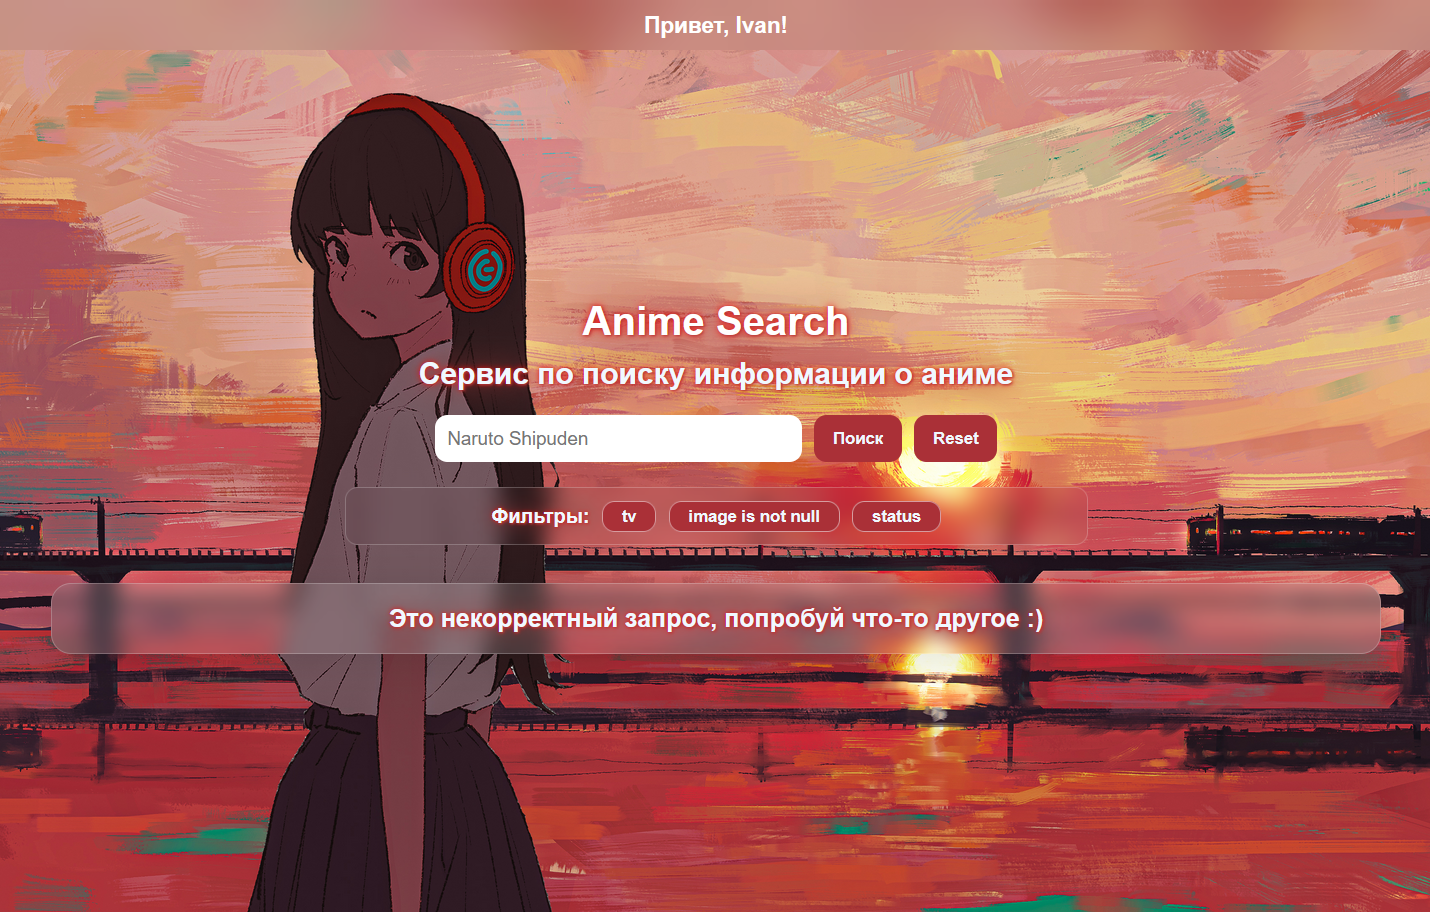 Привет, Ivan!
Anime Search
Сервис по поиску информации о аниме
Naruto Shipuden Поиск Reset
Фильтры: tv image is not null status
Это некорректный запрос, попробуй что-то другое :)